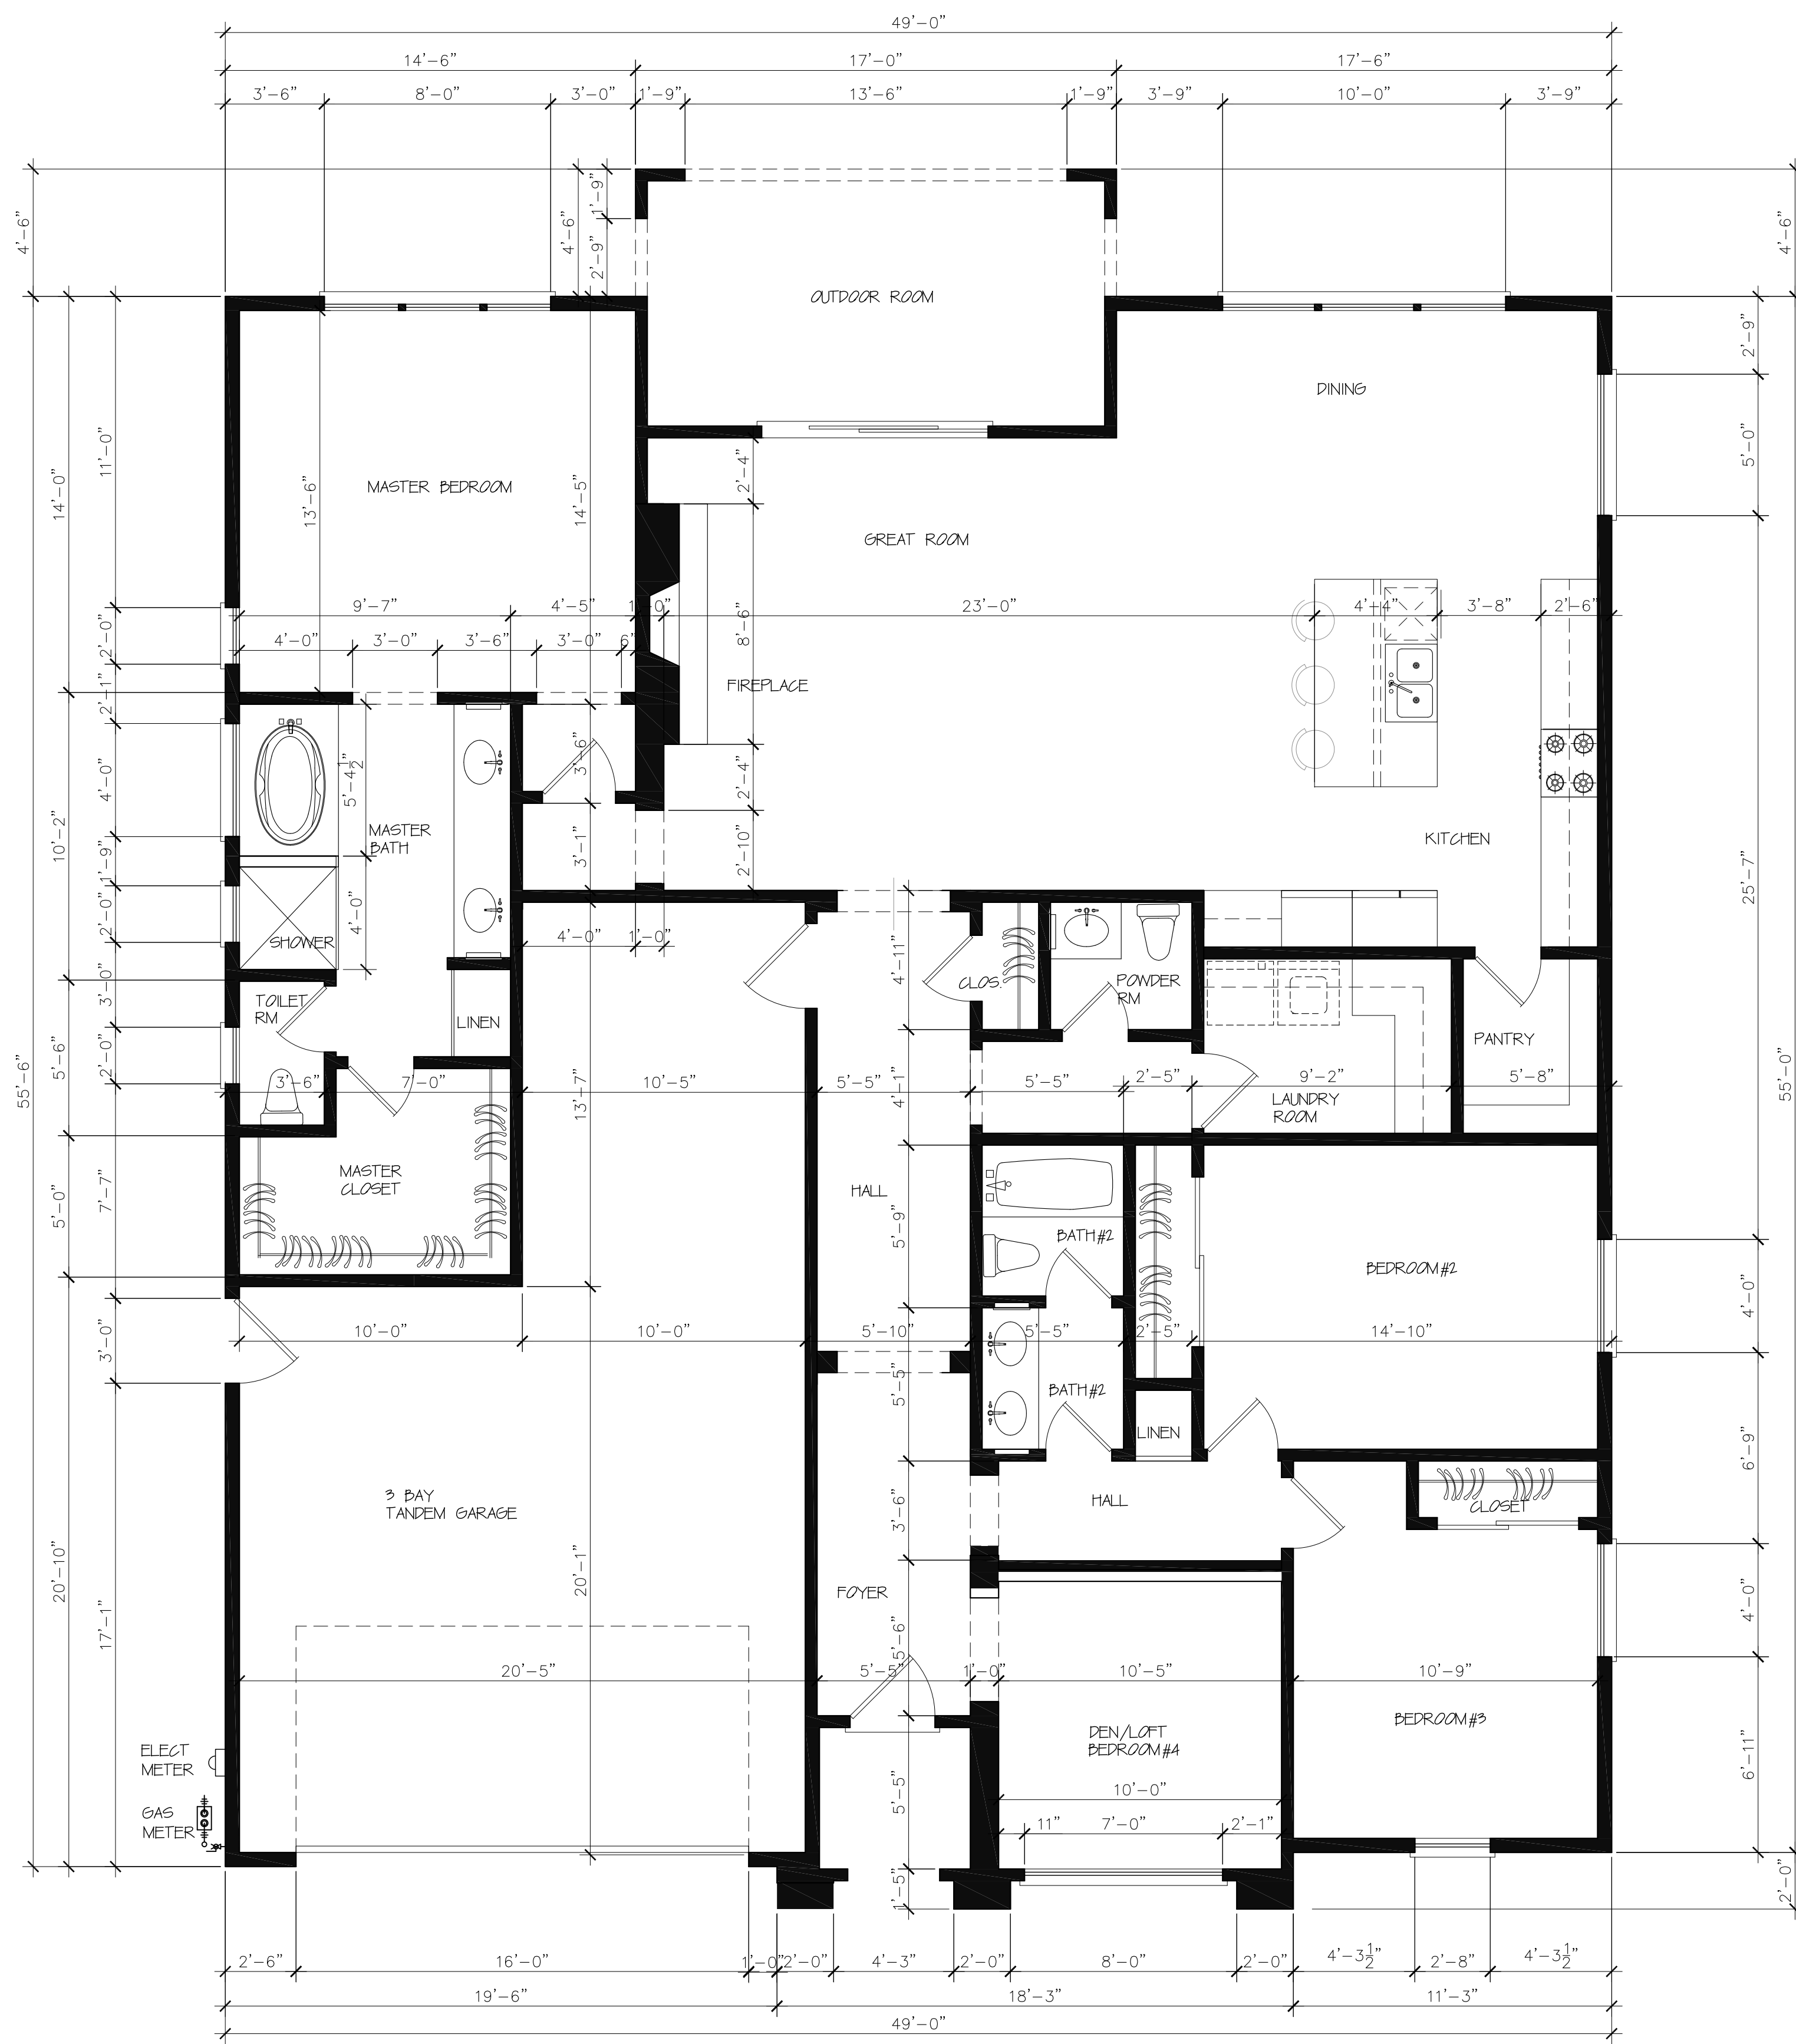 49'-0"
14'-6" 17'-0" 17'-6"
3'-6" 8'-0" 3'-0" 1'-9" 13'-6" 1'-9" 3'-9" 10'-0" 3'-9"
4'-6"
4'-6"
1'-9"
2'-9"
4'-6"
OUTDOOR ROOM
DINING
2'-9"
5'-0"
11'-0"
14'-0"
MASTER BEDROOM
13'-6"
14'-5"
2'-4"
GREAT ROOM
9'-7" 4'-5" 1'-0" 23'-0" 4'-4" 3'-8" 2'-6"
4'-0" 3'-0" 3'-6" 3'-0" 6"
8'-6"
2'-0"
2'-1"
FIREPLACE
4'-0"
5'-4 1/2"
3'-6"
2'-4"
MASTER
BATH
KITCHEN
10'-2"
1'-9"
3'-1"
2'-10"
25'-7"
2'-0"
4'-0"
SHOWER
4'-0" 1'-0"
4'-11"
CLOS.
POWDER
RM
3'-0"
TOILET
RM
LINEN
PANTRY
55'-6"
5'-6"
2'-0"
3'-6" 7'-0" 10'-5" 5'-5" 5'-5" 2'-5" 9'-2" 5'-8"
13'-7"
4'-1"
LAUNDRY
ROOM
55'-0"
MASTER
CLOSET
HALL
7'-7"
5'-0"
5'-9"
BATH#2
BEDROOM#2
4'-0"
3'-0"
10'-0" 10'-0" 5'-10" 5'-5" 2'-5" 14'-10"
5'-5"
BATH#2
LINEN
6'-9"
3 BAY
TANDEM GARAGE
HALL
CLOSET
3'-6"
20'-10"
17'-1"
20'-1"
FOYER
4'-0"
5'-6"
20'-5" 5'-5" 1'-0" 10'-5" 10'-9"
DEN/LOFT
BEDROOM#4
BEDROOM#3
6'-11"
ELECT
METER
5'-5"
10'-0"
GAS
METER
11" 7'-0" 2'-1"
1'-5"
2'-0"
2'-6" 16'-0" 1'-0" 2'-0" 4'-3" 2'-0" 8'-0" 2'-0" 4'-3 1/2" 2'-8" 4'-3 1/2"
19'-6" 18'-3" 11'-3"
49'-0"